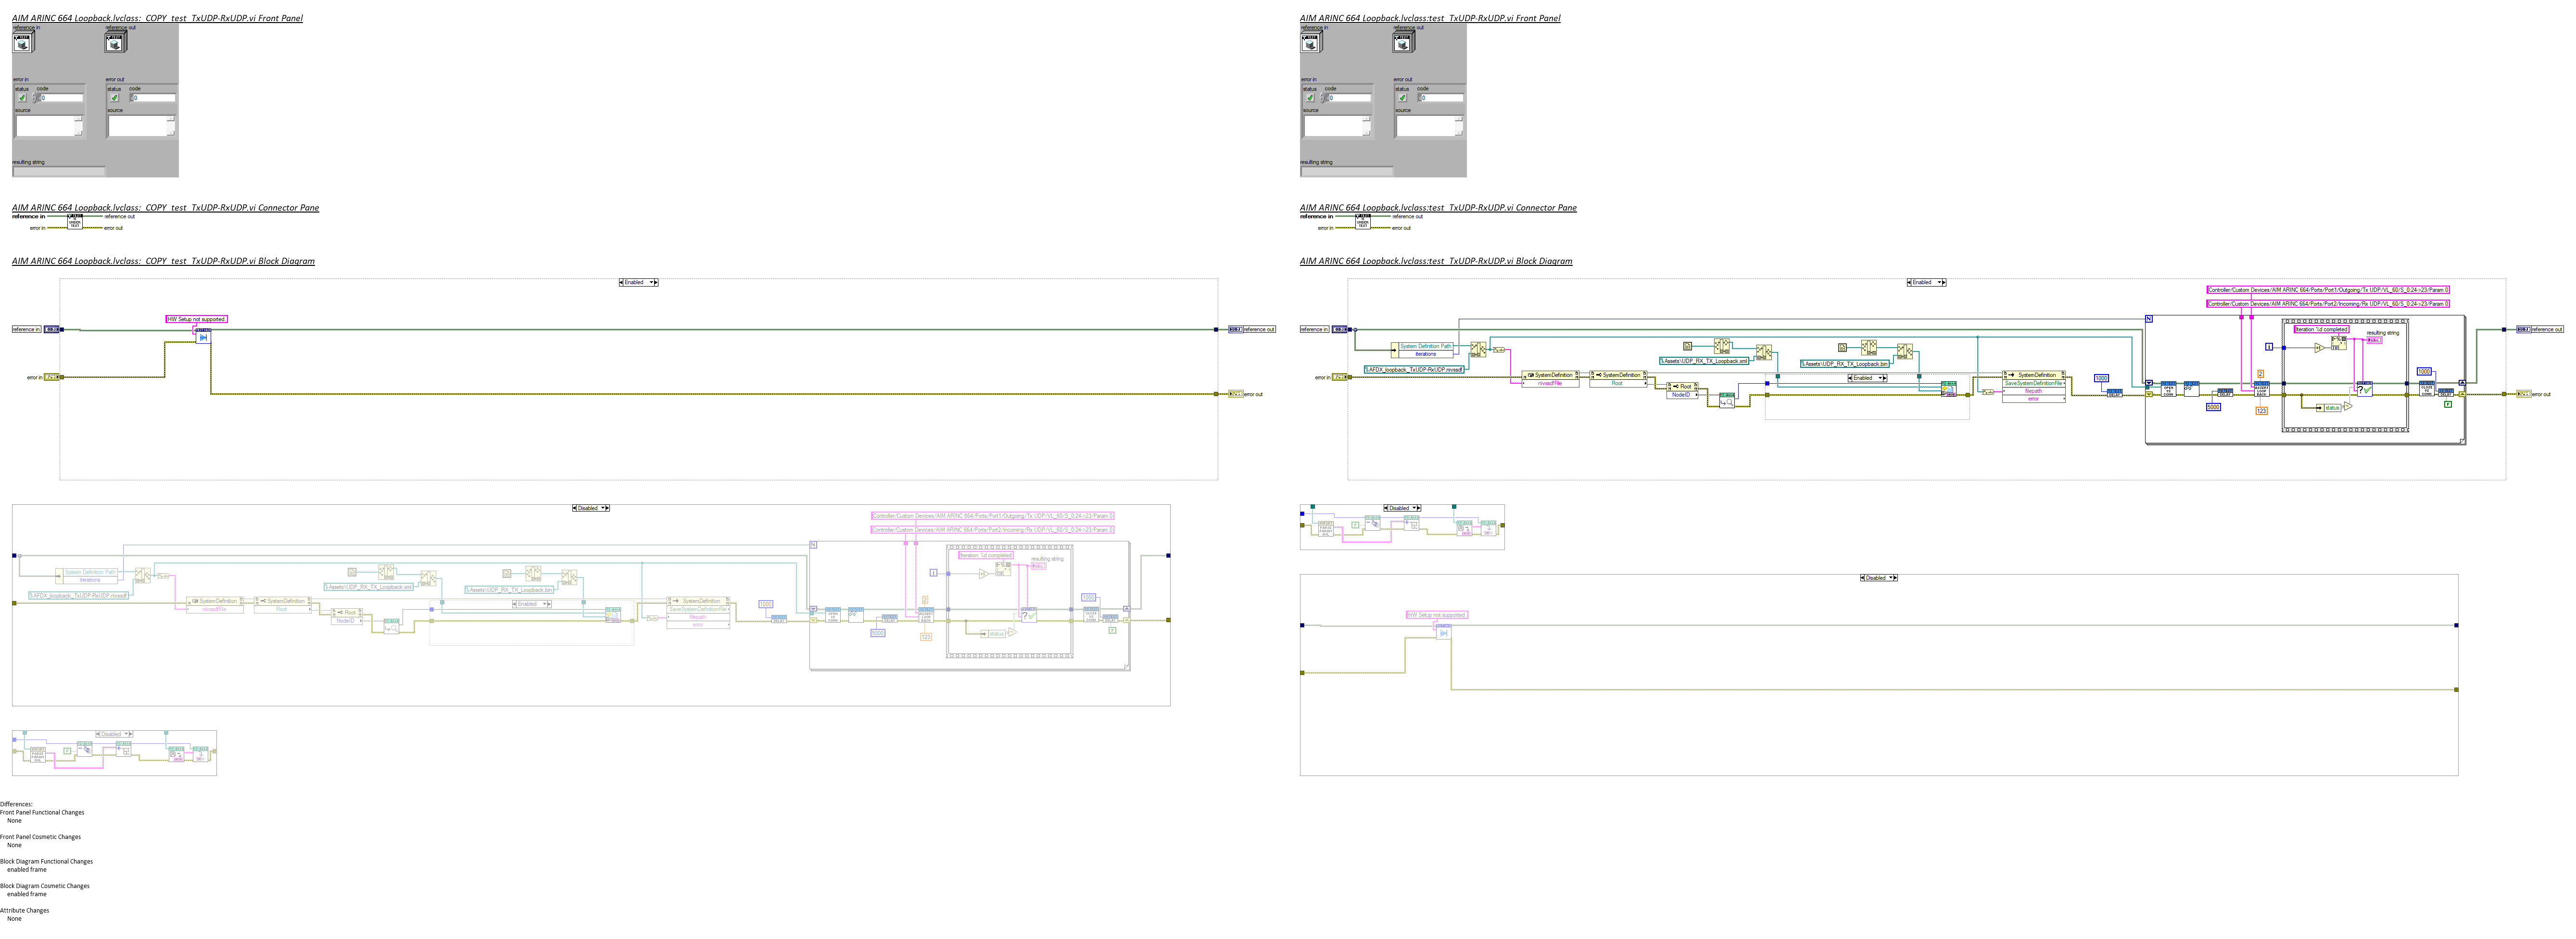 AIM ARINC 664 Loopback.lvclass:_COPY_test_TxUDP-RxUDP.vi Front Panel
reference in
reference out
error in
error out
status
code
status
code
0
0
source
source
resulting string
AIM ARINC 664 Loopback.lvclass:_COPY_test_TxUDP-RxUDP.vi Connector Pane
reference in
reference out
error in
error out
AIM ARINC 664 Loopback.lvclass:_COPY_test_TxUDP-RxUDP.vi Block Diagram
Enabled
HW Setup not supported.
reference in
reference out
error in
error out
Disabled
Controller/Custom Devices/AIM ARINC 664/Ports/Port1/Outgoing/Tx UDP/VL_60/S_0:24->23/Param 0
Controller/Custom Devices/AIM ARINC 664/Ports/Port2/Incoming/Rx UDP/VL_60/S_0:24->23/Param 0
N
Iteration %d completed
resulting string
System Definition Path
Iterations
.\Assets\UDP_RX_TX_Loopback.xml
.\Assets\UDP_RX_TX_Loopback.bin
.\AFDX_loopback_TxUDP-RxUDP.nivssdf
SystemDefinition
nivssdfFile
SystemDefinition
Root
Root
NodeID
Enabled
SystemDefinition
SaveSystemDefinitionFile
filepath
error
1000
5000
2
123
status
1000
F
Disabled
F
Differences:
Front Panel Functional Changes
None
Front Panel Cosmetic Changes
None
Block Diagram Functional Changes
enabled frame
Block Diagram Cosmetic Changes
enabled frame
Attribute Changes
None
AIM ARINC 664 Loopback.lvclass:test_TxUDP-RxUDP.vi Front Panel
reference in
reference out
error in
error out
status
code
status
code
0
0
source
source
resulting string
AIM ARINC 664 Loopback.lvclass:test_TxUDP-RxUDP.vi Connector Pane
reference in
reference out
error in
error out
AIM ARINC 664 Loopback.lvclass:test_TxUDP-RxUDP.vi Block Diagram
Enabled
Controller/Custom Devices/AIM ARINC 664/Ports/Port1/Outgoing/Tx UDP/VL_60/S_0:24->23/Param 0
Controller/Custom Devices/AIM ARINC 664/Ports/Port2/Incoming/Rx UDP/VL_60/S_0:24->23/Param 0
N
reference in
Iteration %d completed
resulting string
reference out
System Definition Path
Iterations
.\Assets\UDP_RX_TX_Loopback.xml
.\Assets\UDP_RX_TX_Loopback.bin
.\AFDX_loopback_TxUDP-RxUDP.nivssdf
error in
SystemDefinition
nivssdfFile
SystemDefinition
Root
Root
NodeID
Enabled
SystemDefinition
SaveSystemDefinitionFile
filepath
error
1000
5000
2
123
status
1000
F
error out
Disabled
F
Disabled
HW Setup not supported.